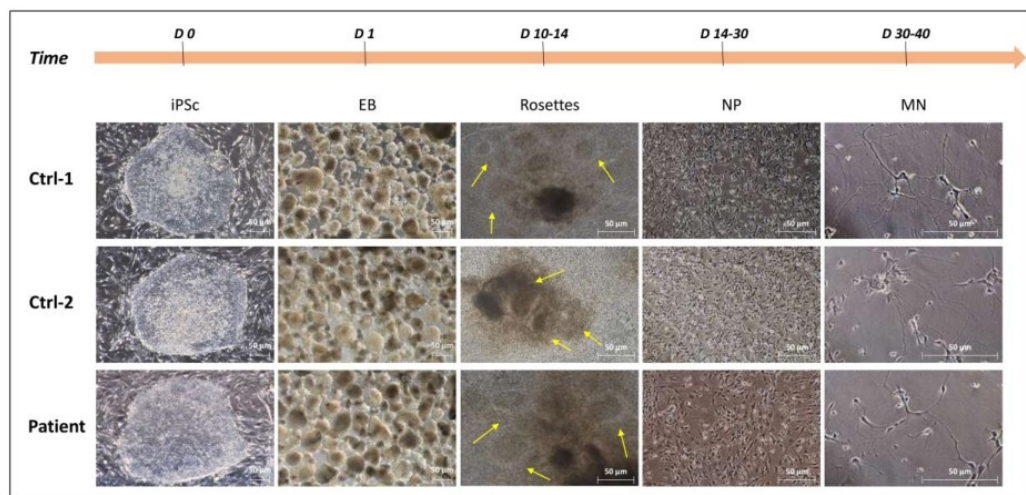 D 0 D 1 D 10-14 D 14-30 D 30-40
Time
iPSc EB Rosettes NP MN
Ctrl-1
50 µm 50 µm 50 µm 50 µm 50 µm
Ctrl-2
50 µm 50 µm 50 µm 50 µm 50 µm
Patient
50 µm 50 µm 50 µm 50 µm 50 µm